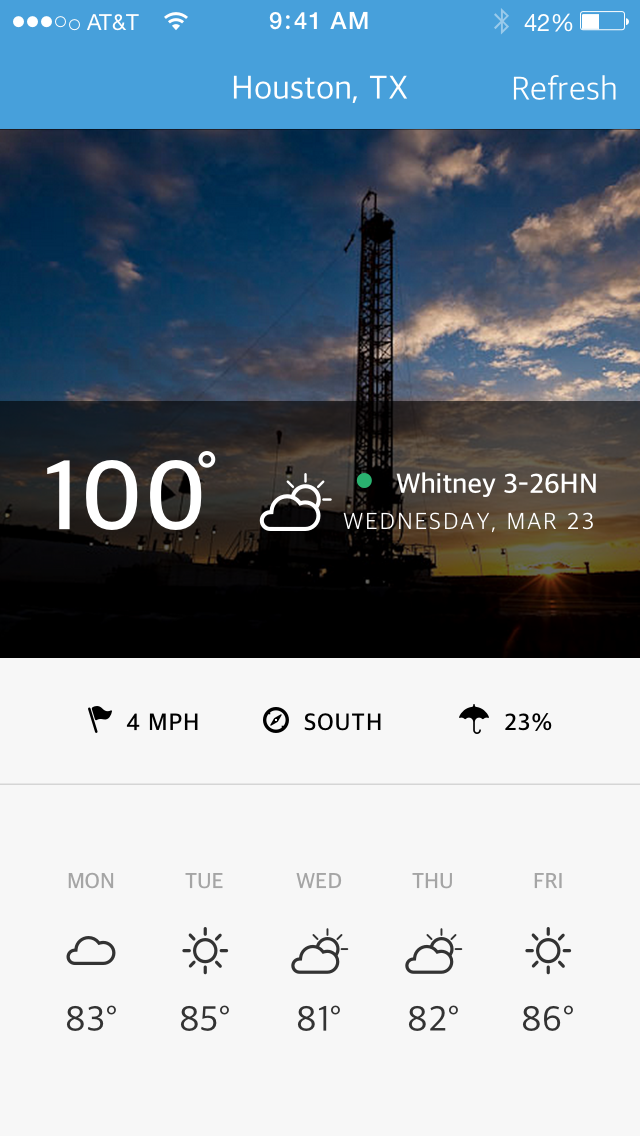 AT&T 9:41 AM 42%
Houston, TX Refresh
100° Whitney 3-26HN
WEDNESDAY, MAR 23
4 MPH SOUTH 23%
MON TUE WED THU FRI
83° 85° 81° 82° 86°